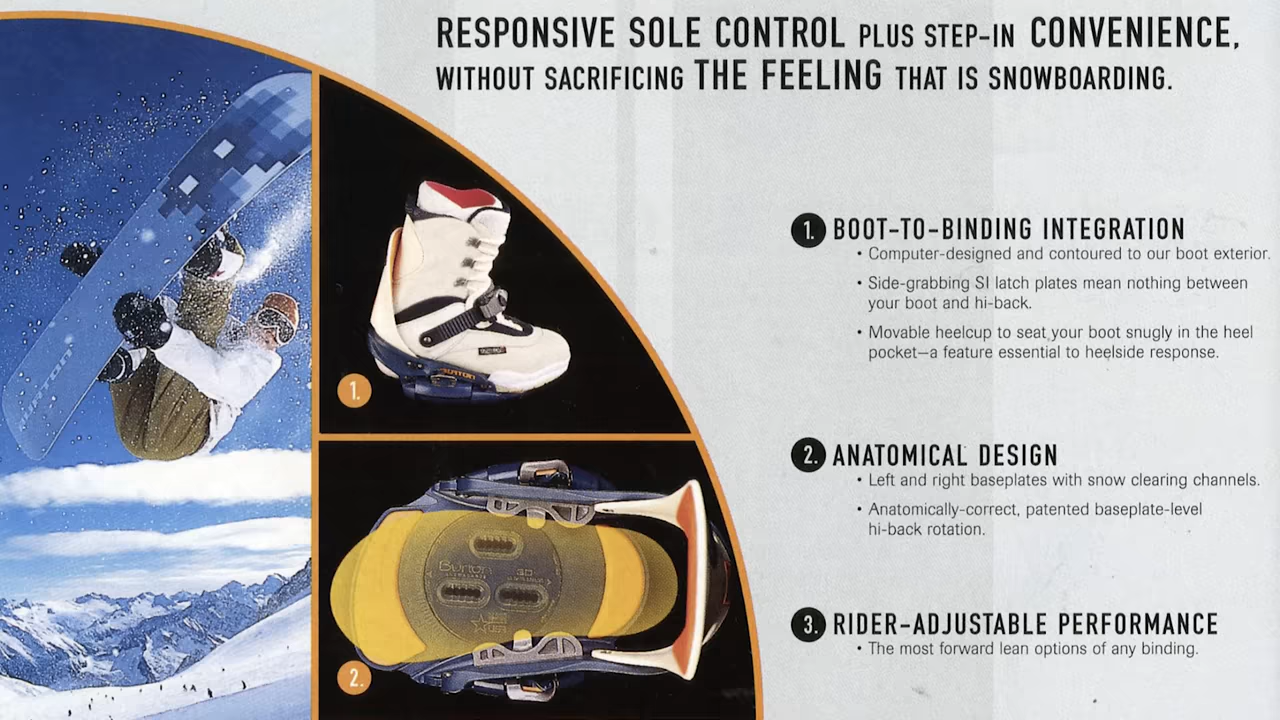 RESPONSIVE SOLE CONTROL PLUS STEP-IN CONVENIENCE,
WITHOUT SACRIFICING THE FEELING THAT IS SNOWBOARDING.
1. BOOT-TO-BINDING INTEGRATION
• Computer-designed and contoured to our boot exterior.
• Side-grabbing SI latch plates mean nothing between
your boot and hi-back.
• Movable heelcup to seat your boot snugly in the heel
pocket—a feature essential to heelside response.
2. ANATOMICAL DESIGN
• Left and right baseplates with snow clearing channels.
• Anatomically-correct, patented baseplate-level
hi-back rotation.
3. RIDER-ADJUSTABLE PERFORMANCE
• The most forward lean options of any binding.
BURTON
1.
Burton
3D
2.